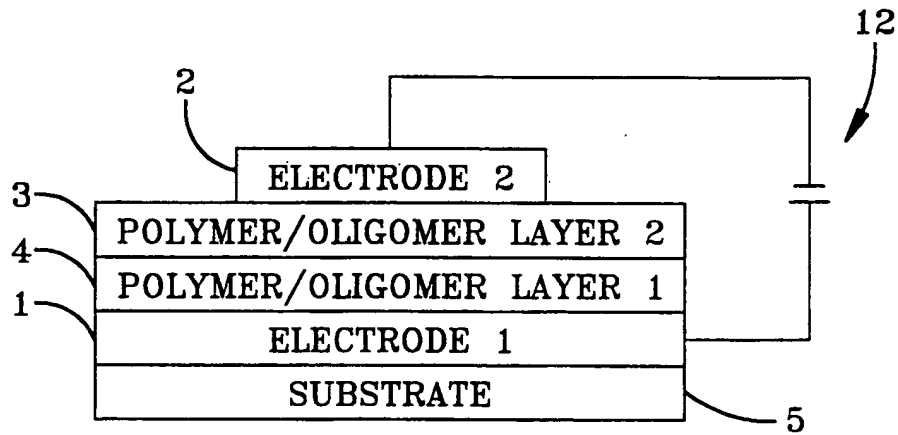 12
2
ELECTRODE 2
3
POLYMER/OLIGOMER LAYER 2
4
POLYMER/OLIGOMER LAYER 1
1
ELECTRODE 1
SUBSTRATE
5